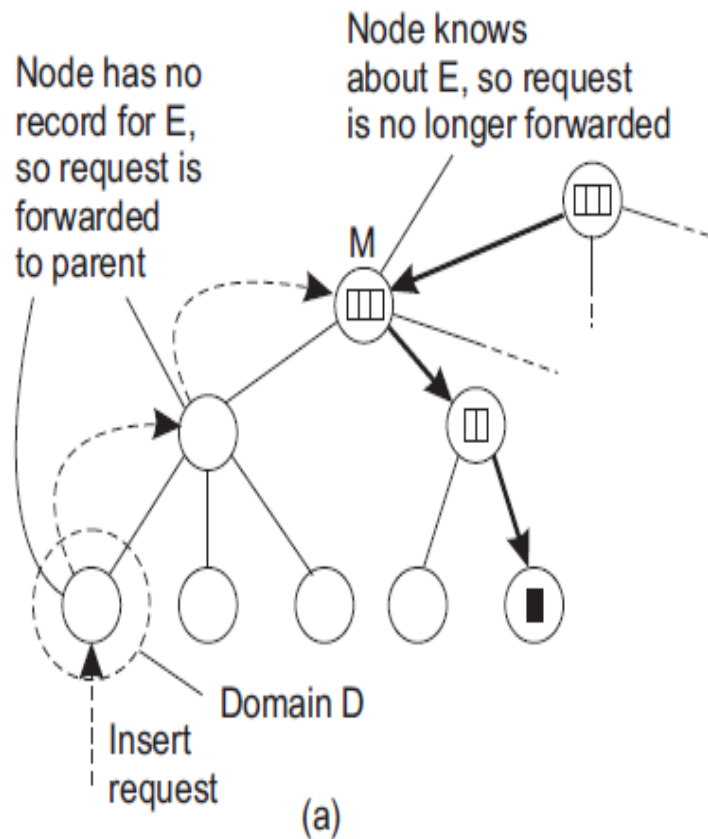 Node has no
record for E,
so request is
forwarded
to parent
Node knows
about E, so request
is no longer forwarded
M
Domain D
Insert
request
(a)